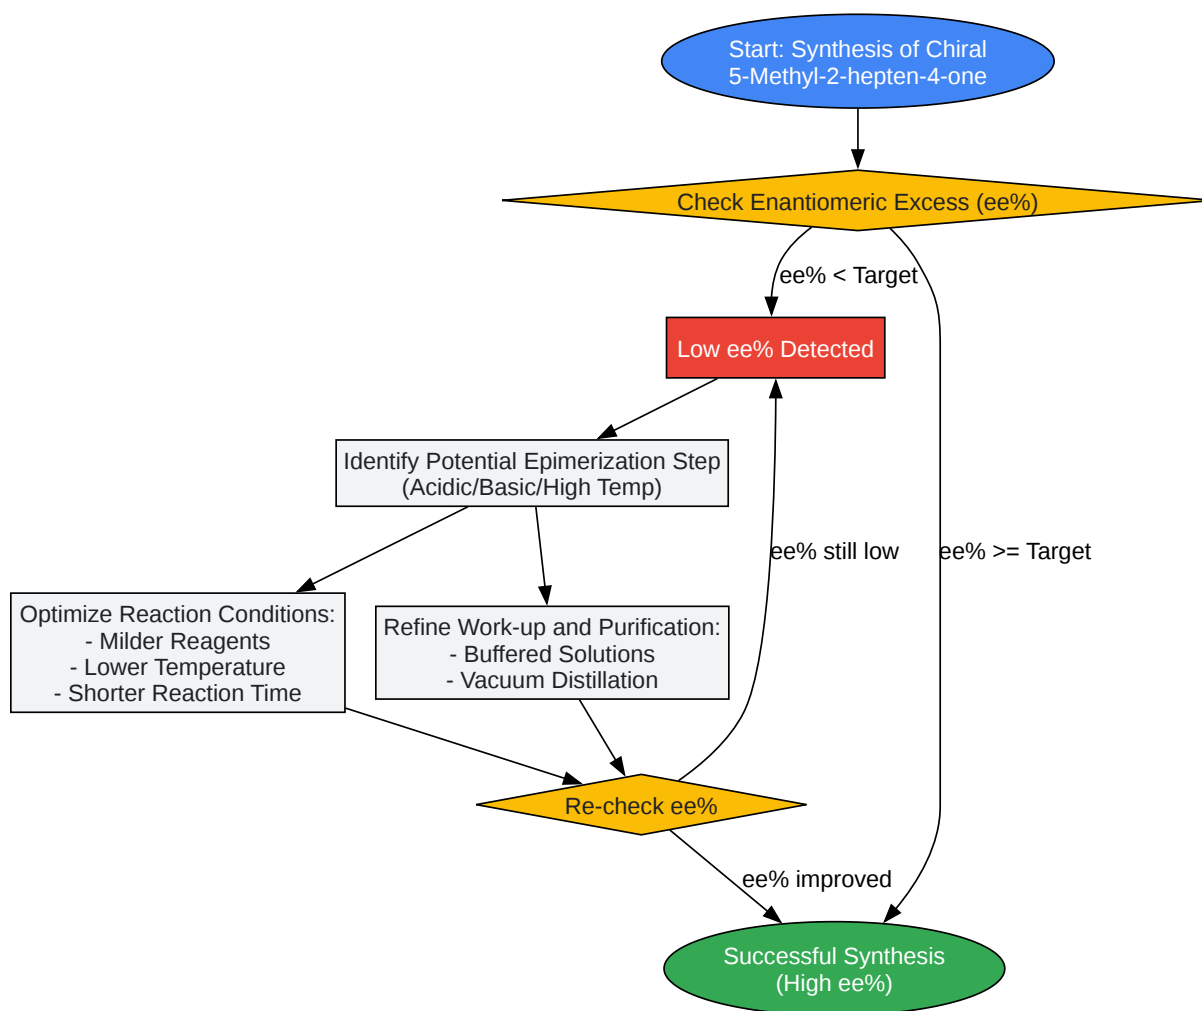 Start: Synthesis of Chiral
5-Methyl-2-hepten-4-one
Check Enantiomeric Excess (ee%)
ee% < Target
Low ee% Detected
Identify Potential Epimerization Step
(Acidic/Basic/High Temp)
ee% still low
ee% >= Target
Optimize Reaction Conditions:
- Milder Reagents
- Lower Temperature
- Shorter Reaction Time
Refine Work-up and Purification:
- Buffered Solutions
- Vacuum Distillation
Re-check ee%
ee% improved
Successful Synthesis
(High ee%)